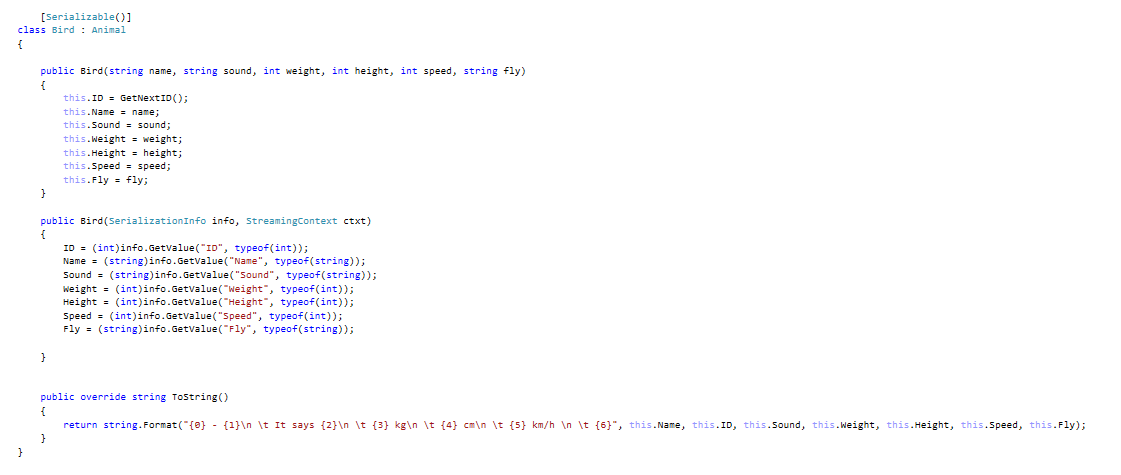 [Serializable()]
class Bird : Animal
{
public Bird(string name, string sound, int weight, int height, int speed, string fly)
{
this.ID = GetNextID();
this.Name = name;
this.Sound = sound;
this.Weight = weight;
this.Height = height;
this.Speed = speed;
this.Fly = fly;
}
public Bird(SerializationInfo info, StreamingContext ctxt)
{
ID = (int)info.GetValue("ID", typeof(int));
Name = (string)info.GetValue("Name", typeof(string));
Sound = (string)info.GetValue("Sound", typeof(string));
Weight = (int)info.GetValue("Weight", typeof(int));
Height = (int)info.GetValue("Height", typeof(int));
Speed = (int)info.GetValue("Speed", typeof(int));
Fly = (string)info.GetValue("Fly", typeof(string));
}
public override string ToString()
{
return string.Format("{0} - {1}\n \t It says {2}\n \t {3} kg\n \t {4} cm\n \t {5} km/h \n \t {6}", this.Name, this.ID, this.Sound, this.Weight, this.Height, this.Speed, this.Fly);
}
}